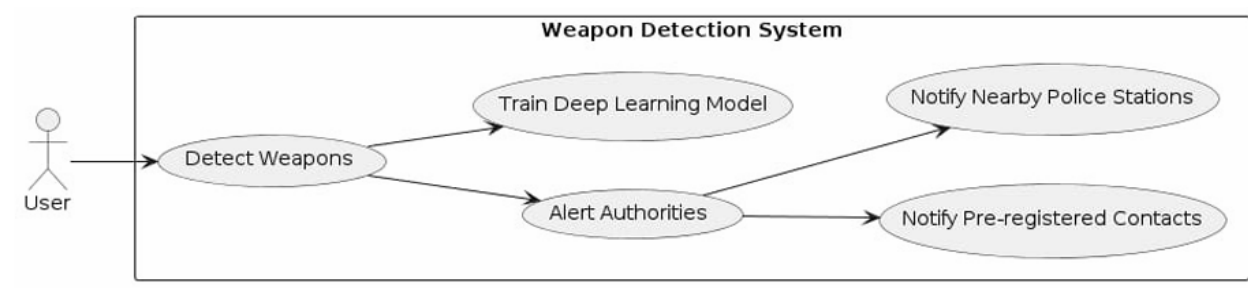 Weapon Detection System
User
Detect Weapons
Train Deep Learning Model
Alert Authorities
Notify Nearby Police Stations
Notify Pre-registered Contacts